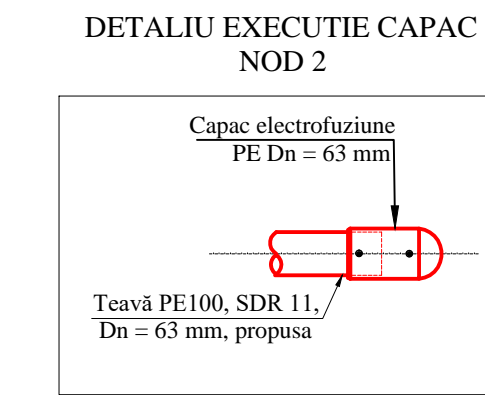 DETALIU EXECUTIE CAPAC
NOD 2
Capac electrofuziune
PE Dn = 63 mm
Teavă PE100, SDR 11,
Dn = 63 mm, propusa